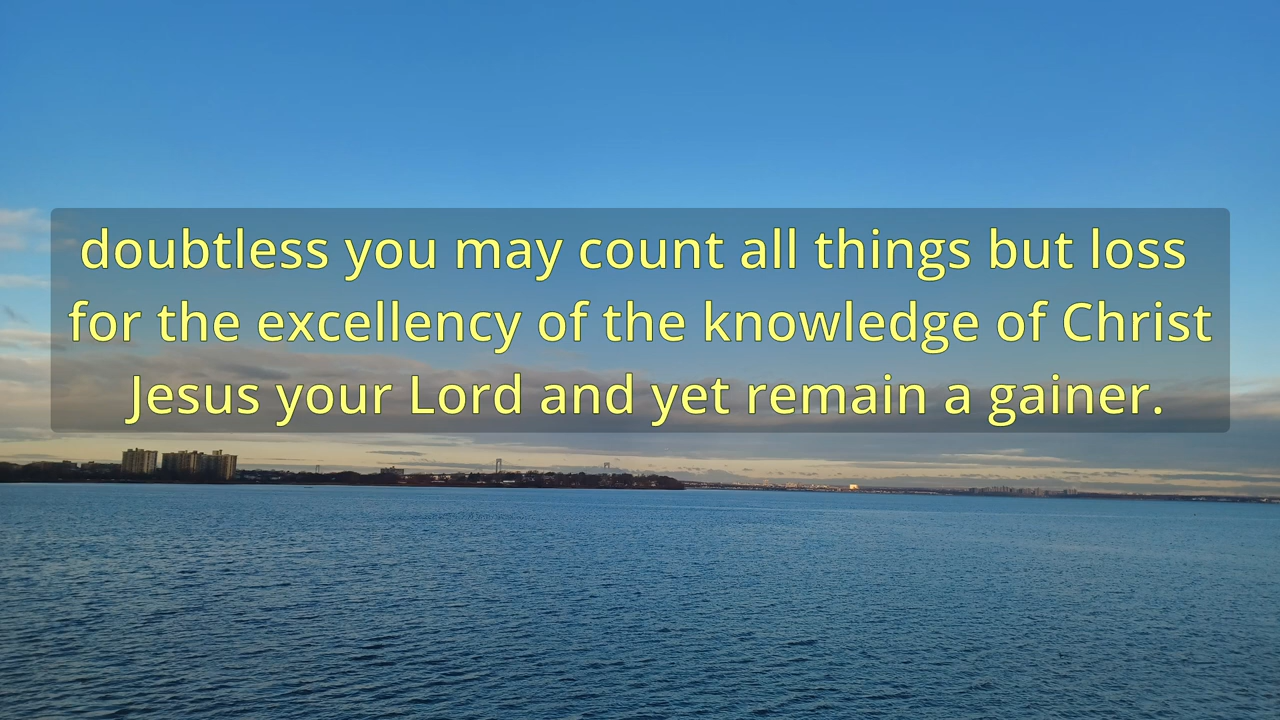 doubtless you may count all things but loss
for the excellency of the knowledge of Christ
Jesus your Lord and yet remain a gainer.